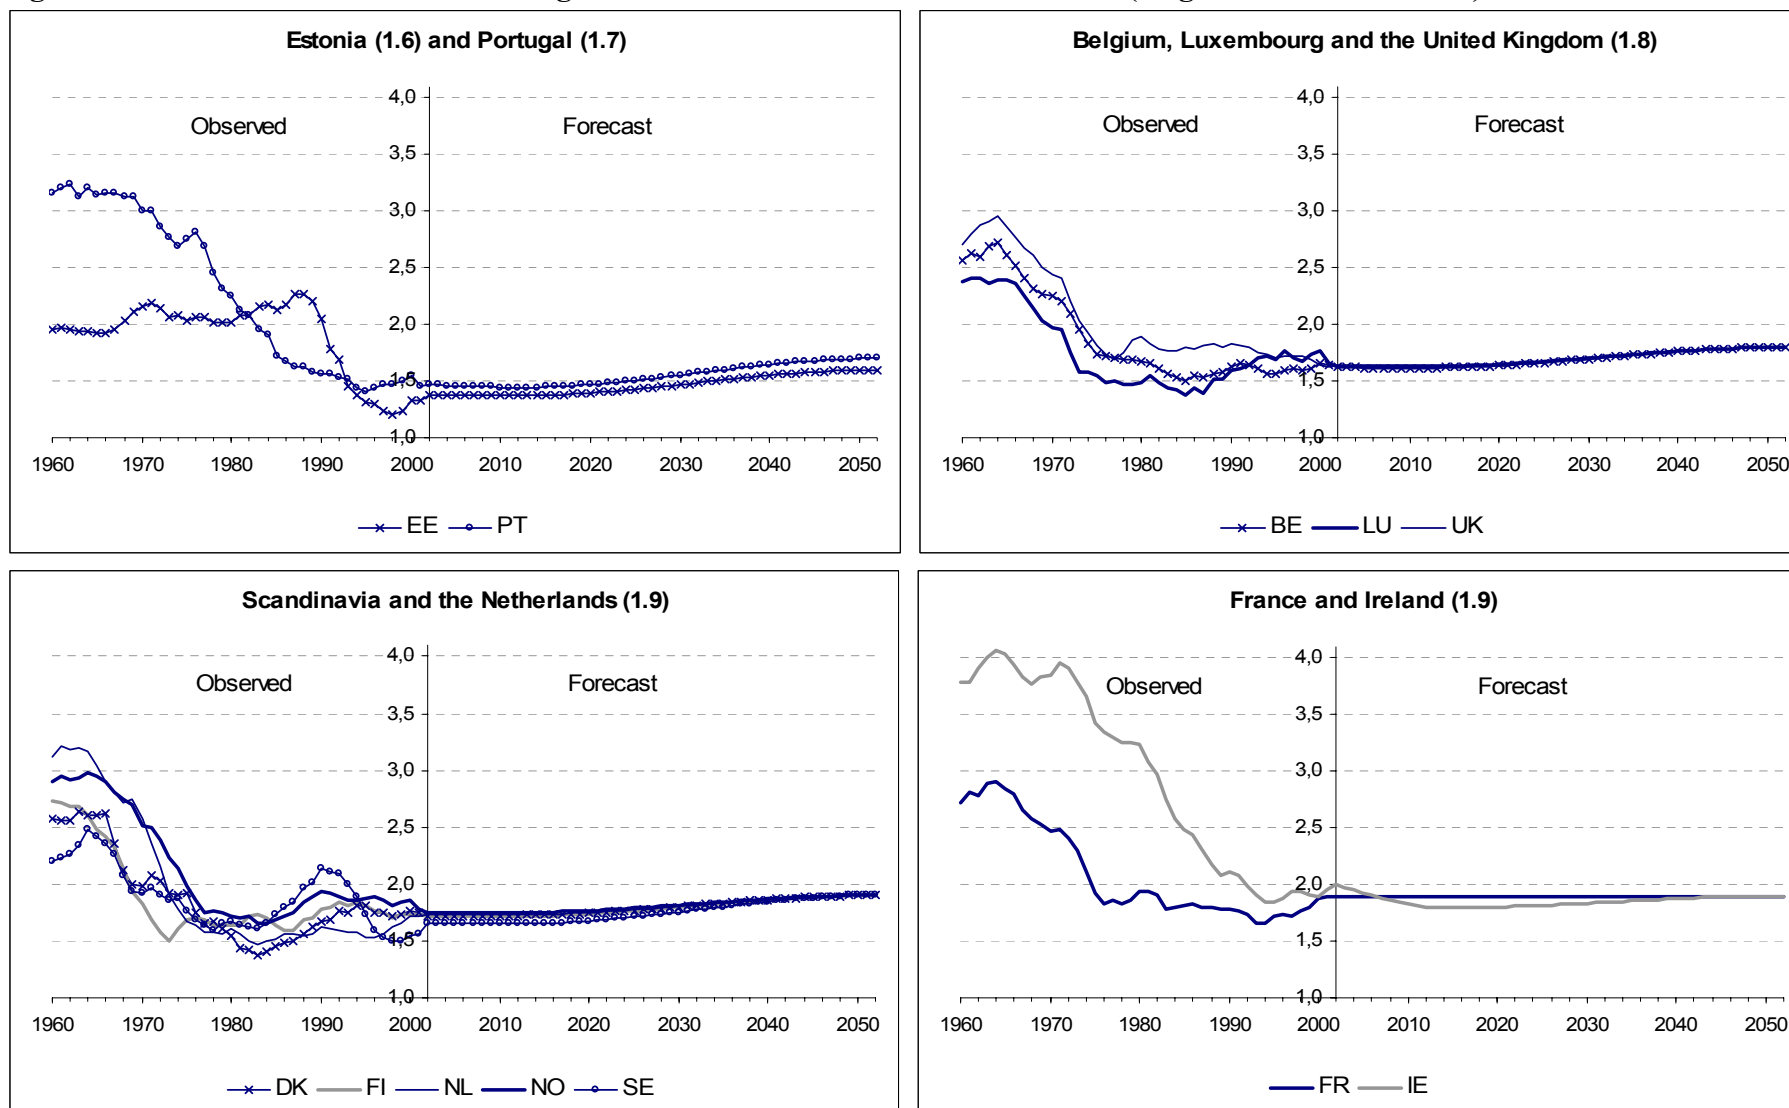 Estonia (1.6) and Portugal (1.7)
4,0
Observed Forecast
3,5
3,0
2,5
2,0
1,5
1,0
1960 1970 1980 1990 2000 2010 2020 2030 2040 2050
EE PT
Belgium, Luxembourg and the United Kingdom (1.8)
4,0
Observed Forecast
3,5
3,0
2,5
2,0
1,5
1,0
1960 1970 1980 1990 2000 2010 2020 2030 2040 2050
BE LU UK
Scandinavia and the Netherlands (1.9)
4,0
Observed Forecast
3,5
3,0
2,5
2,0
1,5
1,0
1960 1970 1980 1990 2000 2010 2020 2030 2040 2050
DK FI NL NO SE
France and Ireland (1.9)
4,0
Observed Forecast
3,5
3,0
2,5
2,0
1,5
1,0
1960 1970 1980 1990 2000 2010 2020 2030 2040 2050
FR IE